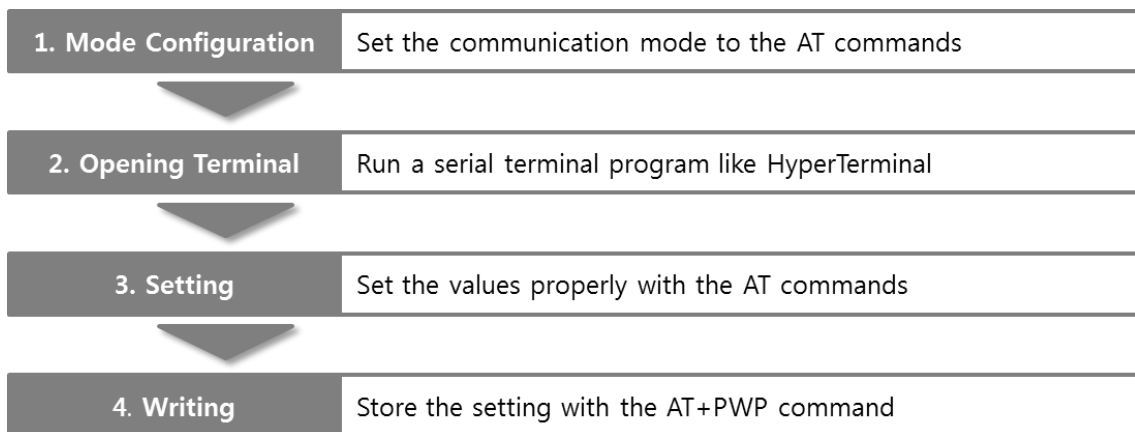 1. Mode Configuration Set the communication mode to the AT commands
2. Opening Terminal Run a serial terminal program like HyperTerminal
3. Setting Set the values properly with the AT commands
4. Writing Store the setting with the AT+PWP command